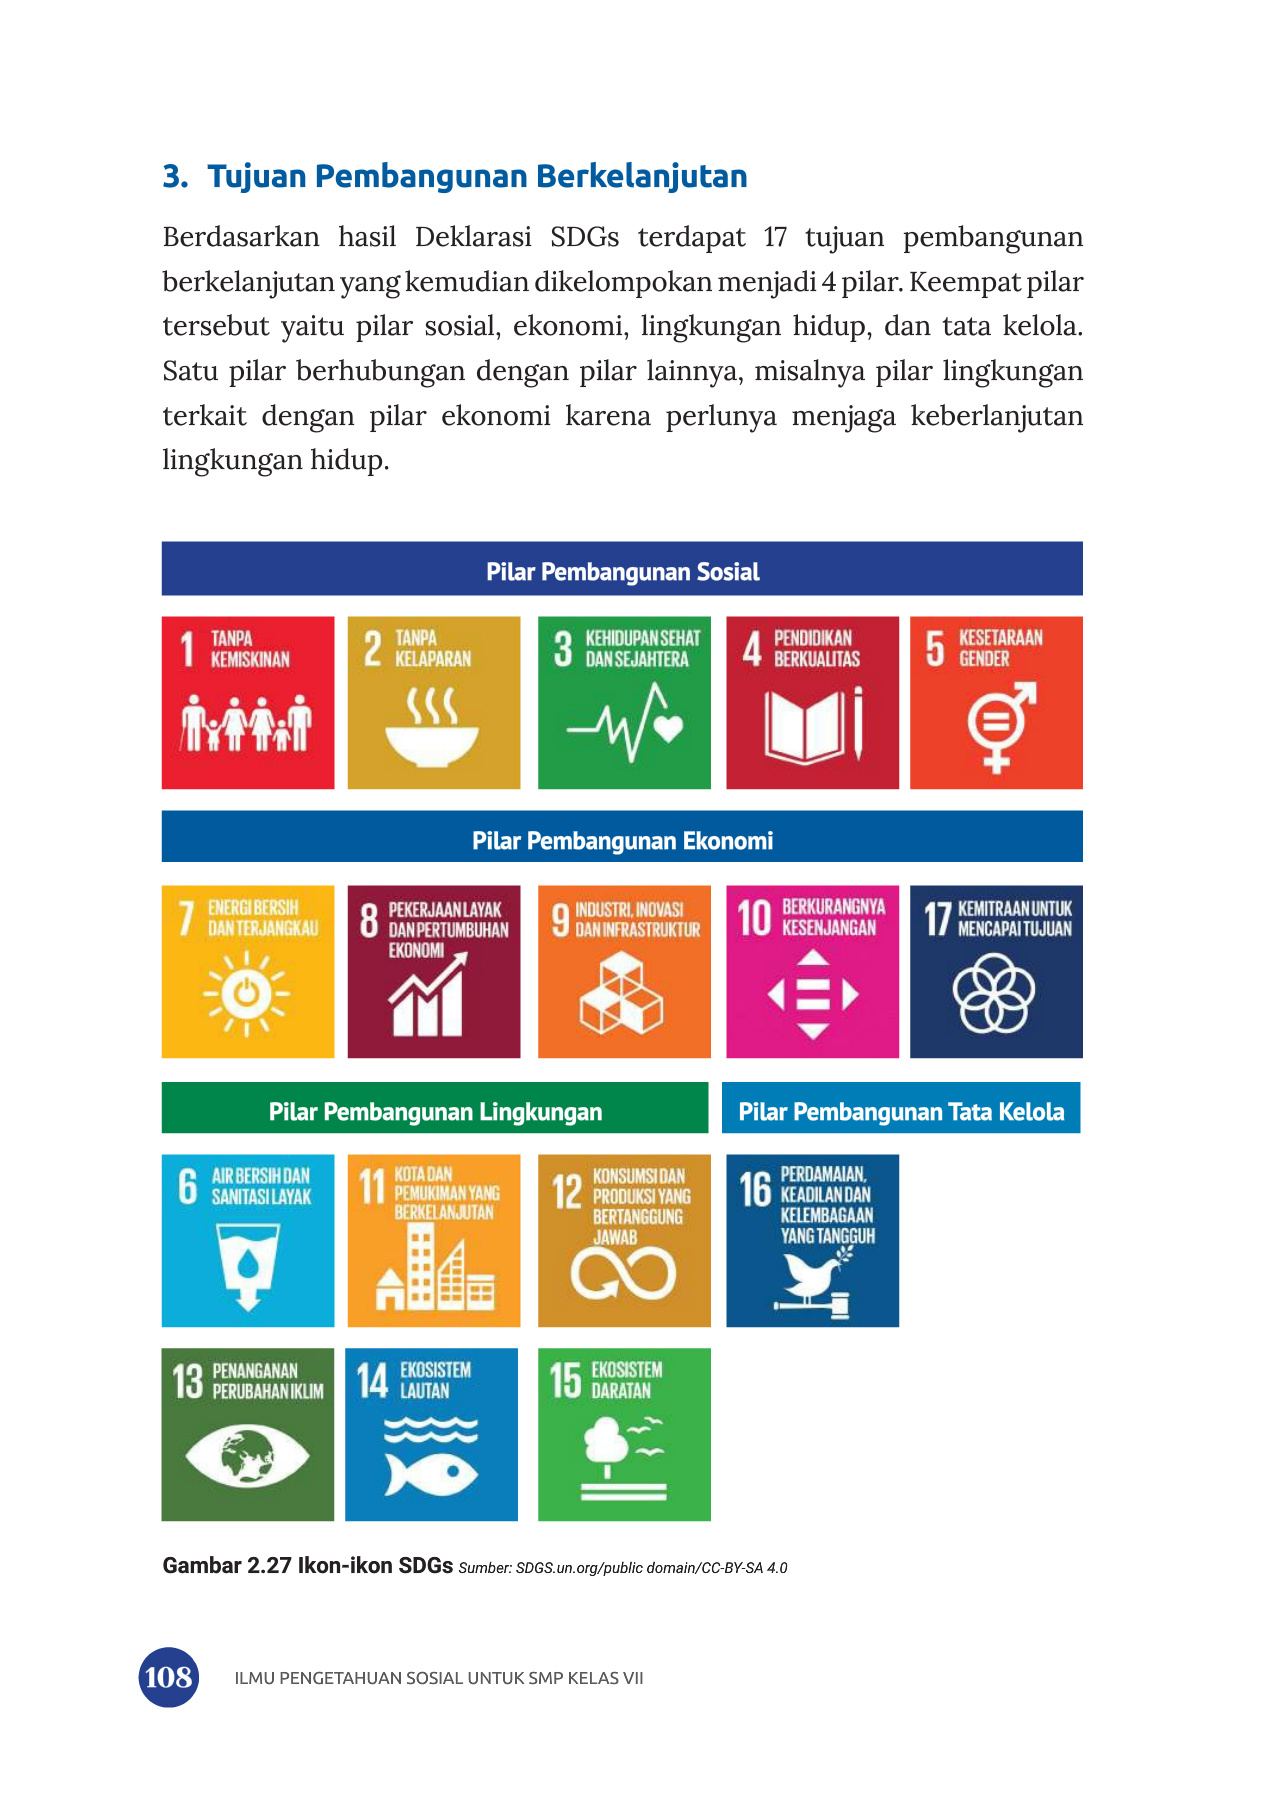 3. Tujuan Pembangunan Berkelanjutan
Berdasarkan hasil Deklarasi SDGs terdapat 17 tujuan pembangunan
berkelanjutan yang kemudian dikelompokan menjadi 4 pilar. Keempat pilar
tersebut yaitu pilar sosial, ekonomi, lingkungan hidup, dan tata kelola.
Satu pilar berhubungan dengan pilar lainnya, misalnya pilar lingkungan
terkait dengan pilar ekonomi karena perlunya menjaga keberlanjutan
lingkungan hidup.
Pilar Pembangunan Sosial
1 TANPA
KEMISKINAN
2 TANPA
KELAPARAN
3 KEHIDUPAN SEHAT
DAN SEJAHTERA
4 PENDIDIKAN
BERKUALITAS
5 KESETARAAN
GENDER
Pilar Pembangunan Ekonomi
7 ENERGI BERSIH
DAN TERJANGKAU
8 PEKERJAAN LAYAK
DAN PERTUMBUHAN
EKONOMI
9 INDUSTRI, INOVASI
DAN INFRASTRUKTUR
10 BERKURANGNYA
KESENJANGAN
17 KEMITRAAN UNTUK
MENCAPAI TUJUAN
Pilar Pembangunan Lingkungan
Pilar Pembangunan Tata Kelola
6 AIR BERSIH DAN
SANITASI LAYAK
11 KOTA DAN
PEMUKIMAN YANG
BERKELANJUTAN
12 KONSUMSI DAN
PRODUKSI YANG
BERTANGGUNG
JAWAB
16 PERDAMAIAN,
KEADILAN DAN
KELEMBAGAAN
YANG TANGGUH
13 PENANGANAN
PERUBAHAN IKLIM
14 EKOSISTEM
LAUTAN
15 EKOSISTEM
DARATAN
Gambar 2.27 Ikon-ikon SDGs Sumber: SDGS.un.org/public domain/CC-BY-SA 4.0
108 ILMU PENGETAHUAN SOSIAL UNTUK SMP KELAS VII